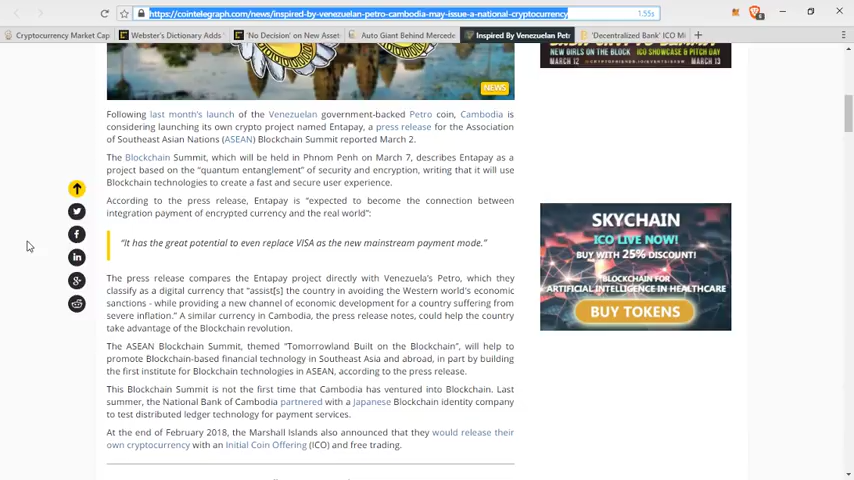 https://cointelegraph.com/news/inspired-by-venezuelan-petro-cambodia-may-issue-a-national-cryptocurrency
1.55s
6
Cryptocurrency Market Cap
Webster's Dictionary Adds '
'No Decision' on New Asset
Auto Giant Behind Mercede
Inspired By Venezuelan Petr
'Decentralized Bank' ICO Mi
NEW GIRLS ON THE BLOCK
ICO SHOWCASE & PITCH DAY
MARCH 12
MARCH 13
NEWS
Following last month's launch of the Venezuelan government-backed Petro coin, Cambodia is
considering launching its own crypto project named Entapay, a press release for the Association
of Southeast Asian Nations (ASEAN) Blockchain Summit reported March 2.
The Blockchain Summit, which will be held in Phnom Penh on March 7, describes Entapay as a
project based on the “quantum entanglement” of security and encryption, writing that it will use
Blockchain technologies to create a fast and secure user experience.
According to the press release, Entapay is “expected to become the connection between
integration payment of encrypted currency and the real world”:
“It has the great potential to even replace VISA as the new mainstream payment mode.”
The press release compares the Entapay project directly with Venezuela's Petro, which they
classify as a digital currency that “assist[s] the country in avoiding the Western world's economic
sanctions - while providing a new channel of economic development for a country suffering from
severe inflation.” A similar currency in Cambodia, the press release notes, could help the country
take advantage of the Blockchain revolution.
The ASEAN Blockchain Summit, themed “Tomorrowland Built on the Blockchain”, will help to
promote Blockchain-based financial technology in Southeast Asia and abroad, in part by building
the first institute for Blockchain technologies in ASEAN, according to the press release.
This Blockchain Summit is not the first time that Cambodia has ventured into Blockchain. Last
summer, the National Bank of Cambodia partnered with a Japanese Blockchain identity company
to test distributed ledger technology for payment services.
At the end of February 2018, the Marshall Islands also announced that they would release their
own cryptocurrency with an Initial Coin Offering (ICO) and free trading.
SKYCHAIN
ICO LIVE NOW!
BUY WITH 25% DISCOUNT!
BLOCKCHAIN FOR
ARTIFICIAL INTELLIGENCE IN HEALTHCARE
BUY TOKENS